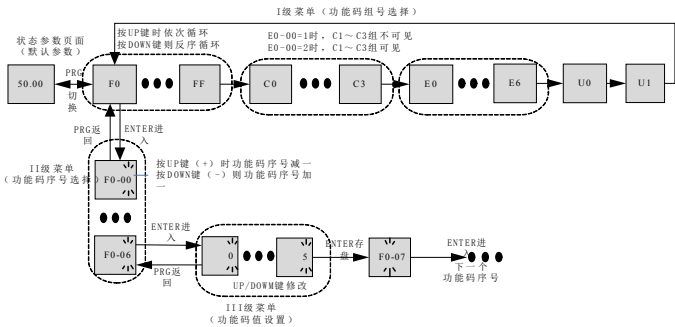 I级菜单（功能码组号选择）
状态参数页面
（默认参数）
按UP键时依次循环
按DOWN键则反序循环
E0-00=1时，C1～C3组不可见
E0-00=2时，C1～C3组可见
50.00
PRG
切
换
F0
FF
C0
C3
E0
E6
U0
U1
PRG返
回
ENTER进
入
II级菜单
（功能码序号选择）
F0-00
按UP键（+）时功能码序号减一
按DOWN键（-）则功能码序号加
一
F0-06
ENTER进
入
PRG返
回
0
5
UP/DOWM键修改
ENTER存
盘
F0-07
ENTER进
入
下一个
功能码序号
III级菜单
（功能码值设置）